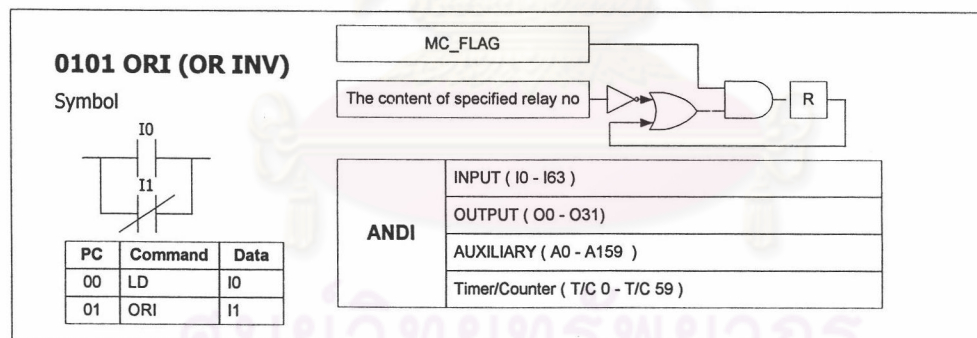 0101 ORI (OR INV)
Symbol
I0
I1
PC Command Data
00 LD I0
01 ORI I1
MC_FLAG
The content of specified relay no
R
ANDI
INPUT ( I0 - I63 )
OUTPUT ( O0 - O31)
AUXILIARY ( A0 - A159 )
Timer/Counter ( T/C 0 - T/C 59 )